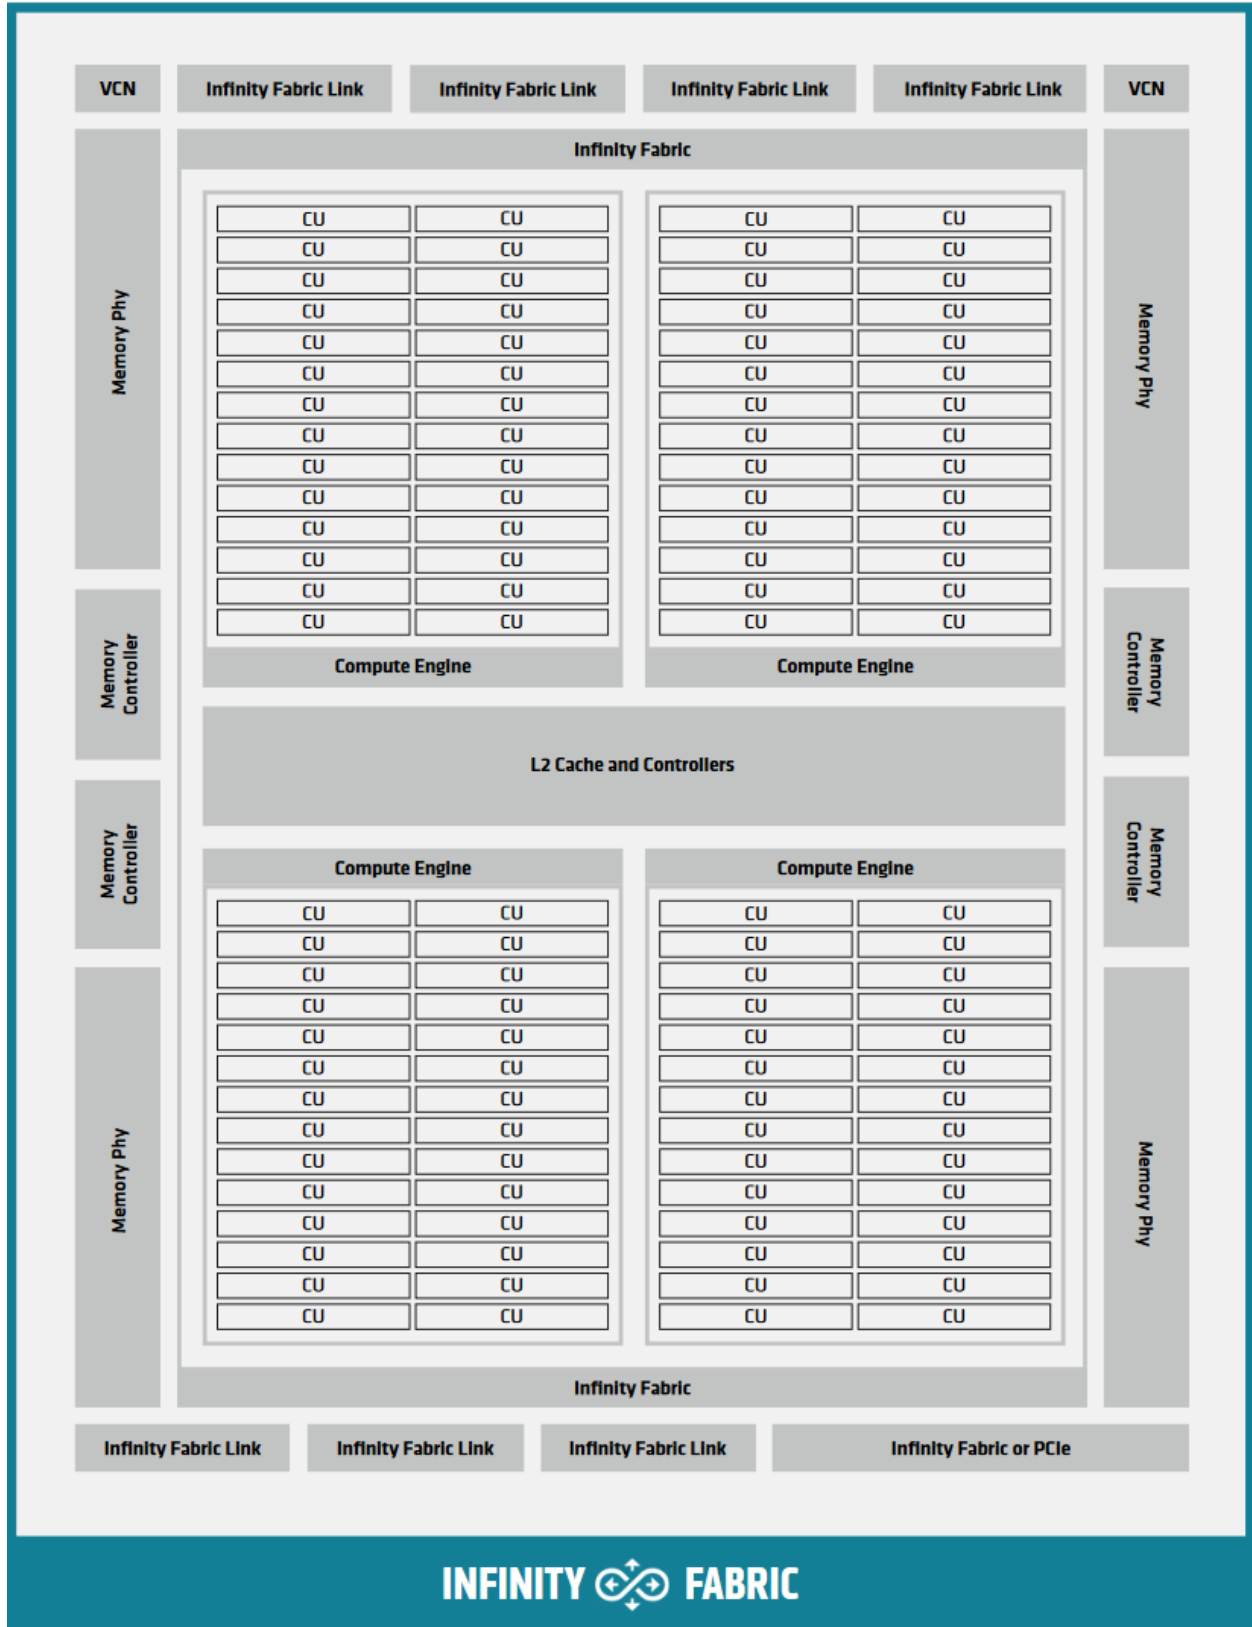 VCN Infinity Fabric Link Infinity Fabric Link Infinity Fabric Link Infinity Fabric Link VCN
Infinity Fabric
Memory Phy
Memory Phy
CU CU CU CU
CU CU CU CU
CU CU CU CU
CU CU CU CU
CU CU CU CU
CU CU CU CU
CU CU CU CU
CU CU CU CU
CU CU CU CU
CU CU CU CU
CU CU CU CU
CU CU CU CU
CU CU CU CU
CU CU CU CU
Compute Engine Compute Engine
Memory
Controller
Memory
Controller
L2 Cache and Controllers
Memory
Controller
Memory
Controller
Compute Engine Compute Engine
CU CU CU CU
CU CU CU CU
CU CU CU CU
CU CU CU CU
CU CU CU CU
CU CU CU CU
CU CU CU CU
CU CU CU CU
CU CU CU CU
CU CU CU CU
CU CU CU CU
CU CU CU CU
CU CU CU CU
CU CU CU CU
Memory Phy
Memory Phy
Infinity Fabric
Infinity Fabric Link Infinity Fabric Link Infinity Fabric Link Infinity Fabric or PCIe
INFINITY FABRIC